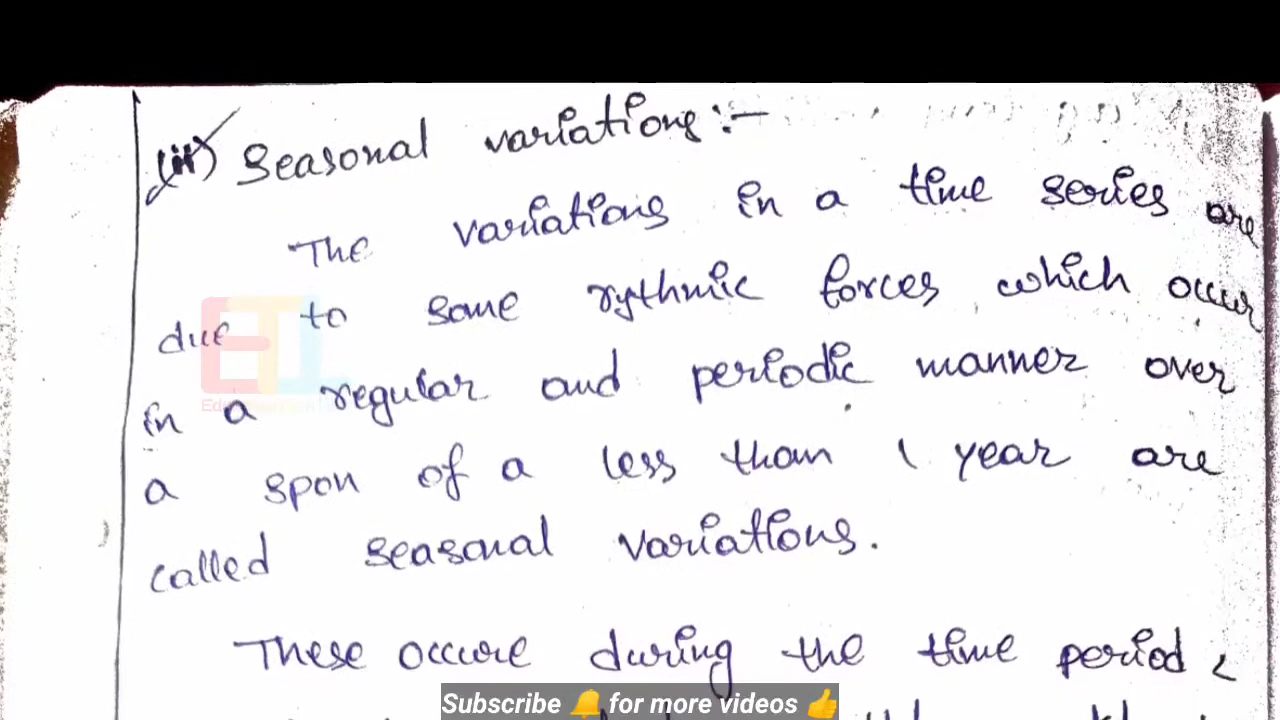 (ii) Seasonal variations :-
The variations in a time series are
due to some rythmic forces which occur
in a regular and periodic manner over
a span of a less than 1 year are
called seasonal variations.
These occure during the time period <
Subscribe 🔔 for more videos 👍